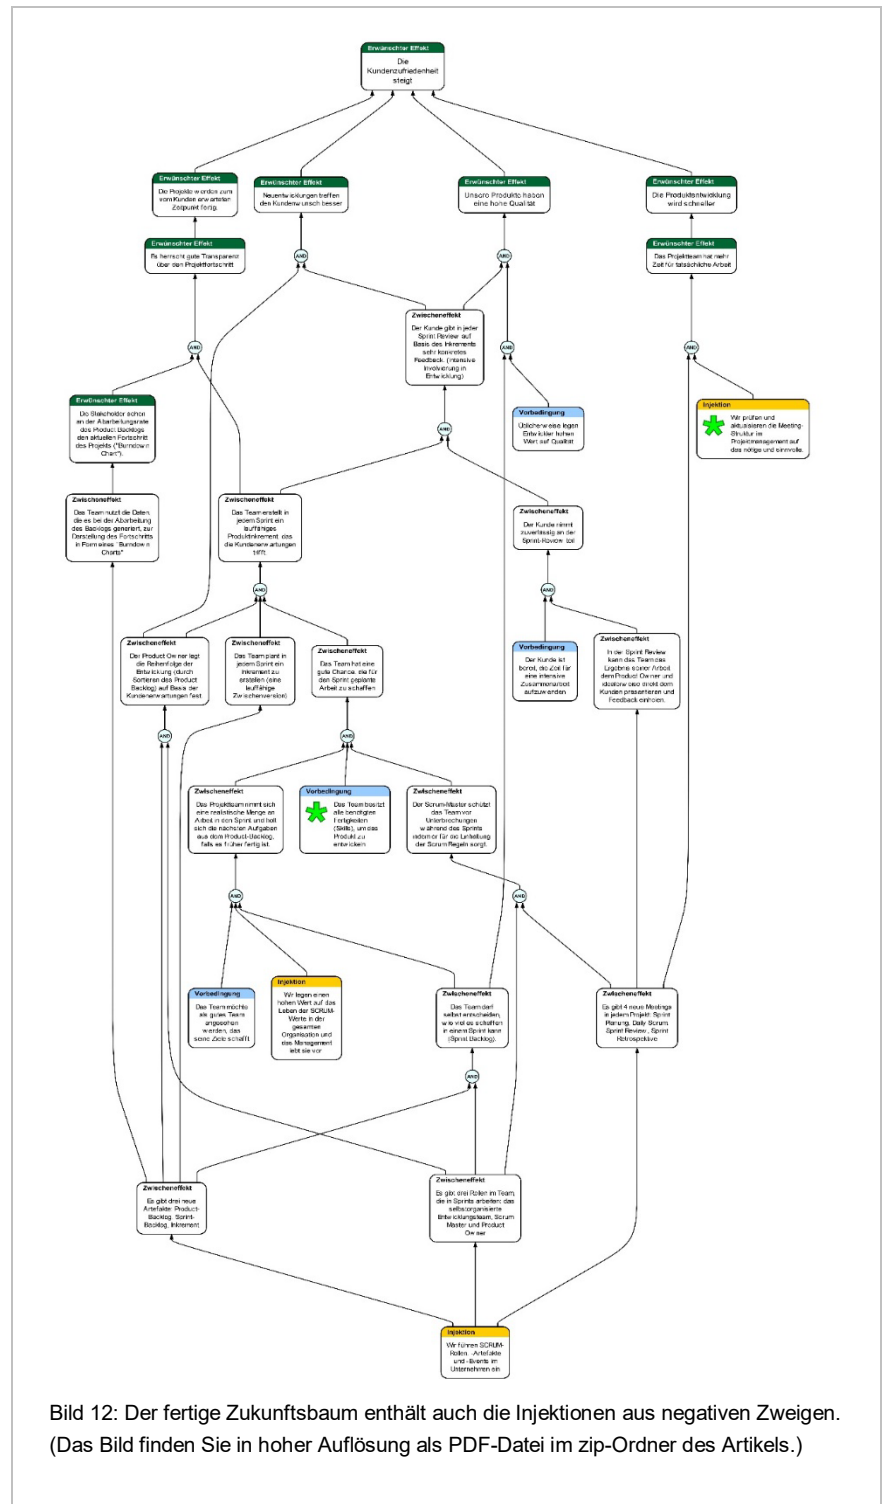 Erwünschter Effekt
Die
Kundenzufriedenheit
steigt
Erwünschter Effekt
Die Projekte werden zum
vom Kunden erwarteten
Zeitpunkt fertig.
Erwünschter Effekt
Neuentwicklungen treffen
den Kundenwunsch besser
Erwünschter Effekt
Unsere Produkte haben
eine hohe Qualität
Erwünschter Effekt
Die Produktentwicklung
wird schneller
Erwünschter Effekt
Es herrscht gute Transparenz
über den Projektfortschritt
AND
AND
Erwünschter Effekt
Das Projektteam hat mehr
Zeit für tatsächliche Arbeit
Zwischeneffekt
Der Kunde gibt in jeder
Sprint Review auf
Basis des Inkrements
sehr konkretes
Feedback. (Intensive
Involvierung in
Entwicklung)
AND
AND
AND
Erwünschter Effekt
Die Stakeholder sehen
an der Abarbeitungsrate
des Product Backlogs
den aktuellen Fortschritt
des Projekts ("Burndown
Chart").
Vorbedingung
Üblicherweise legen
Entwickler hohen
Wert auf Qualität
Injektion
Wir prüfen und
aktualisieren die Meeting-
Struktur im
Projektmanagement auf
das nötige und sinnvolle.
AND
Zwischeneffekt
Das Team nutzt die Daten,
die es bei der Abarbeitung
des Backlogs generiert, zur
Darstellung des Fortschritts
in Form eines "Burndown
Charts"
Zwischeneffekt
Das Team erstellt in
jedem Sprint ein
lauffähiges
Produktinkrement, das
die Kundenerwartungen
trifft
Zwischeneffekt
Der Kunde nimmt
zuverlässig an der
Sprint-Review teil
AND
AND
Zwischeneffekt
Der Product Owner legt
die Reihenfolge der
Entwicklung (durch
Sortieren des Product
Backlog) auf Basis der
Kundenerwartungen fest
Zwischeneffekt
Das Team plant in
jedem Sprint ein
Inkrement zu
erstellen (eine
lauffähige
Zwischenversion)
Zwischeneffekt
Das Team hat eine
gute Chance, die für
den Sprint geplante
Arbeit zu schaffen
Vorbedingung
Der Kunde ist
bereit, die Zeit für
eine intensive
Zusammenarbeit
aufzuwenden
Zwischeneffekt
In der Sprint Review
kann das Team das
Ergebnis seiner Arbeit
dem Product Owner und
idealerweise direkt dem
Kunden präsentieren und
Feedback einholen.
AND
AND
Zwischeneffekt
Das Projektteam nimmt sich
eine realistische Menge an
Arbeit in den Sprint und holt
sich die nächsten Aufgaben
aus dem Product-Backlog,
falls es früher fertig ist.
Vorbedingung
Das Team besitzt
alle benötigten
Fertigkeiten
(Skills), um das
Produkt zu
entwickeln
Zwischeneffekt
Der Scrum-Master schützt
das Team vor
Unterbrechungen
während des Sprints
indem er für die Einhaltung
der Scrum Regeln sorgt.
AND
AND
Vorbedingung
Das Team möchte
als gutes Team
angesehen
werden, das
seine Ziele schafft
Injektion
Wir legen einen
hohen Wert auf das
Leben der SCRUM-
Werte in der
gesamten
Organisation und
das Management
lebt sie vor
Zwischeneffekt
Das Team darf
selbst entscheiden,
wie viel es schaffen
in einem Sprint kann
(Sprint Backlog).
Zwischeneffekt
Es gibt 4 neue Meetings
in jedem Projekt: Sprint
Planung, Daily Scrum,
Sprint Review, Sprint
Retrospektive
AND
Zwischeneffekt
Es gibt drei neue
Artefakte: Product-
Backlog, Sprint-
Backlog, Inkrement
Zwischeneffekt
Es gibt drei Rollen im Team,
die in Sprints arbeiten: das
selbstorganisierte
Entwicklungsteam, Scrum
Master und Product
Owner
Injektion
Wir führen SCRUM-
Rollen, -Artefakte
und -Events im
Unternehmen ein
Bild 12: Der fertige Zukunftsbaum enthält auch die Injektionen aus negativen Zweigen.
(Das Bild finden Sie in hoher Auflösung als PDF-Datei im zip-Ordner des Artikels.)